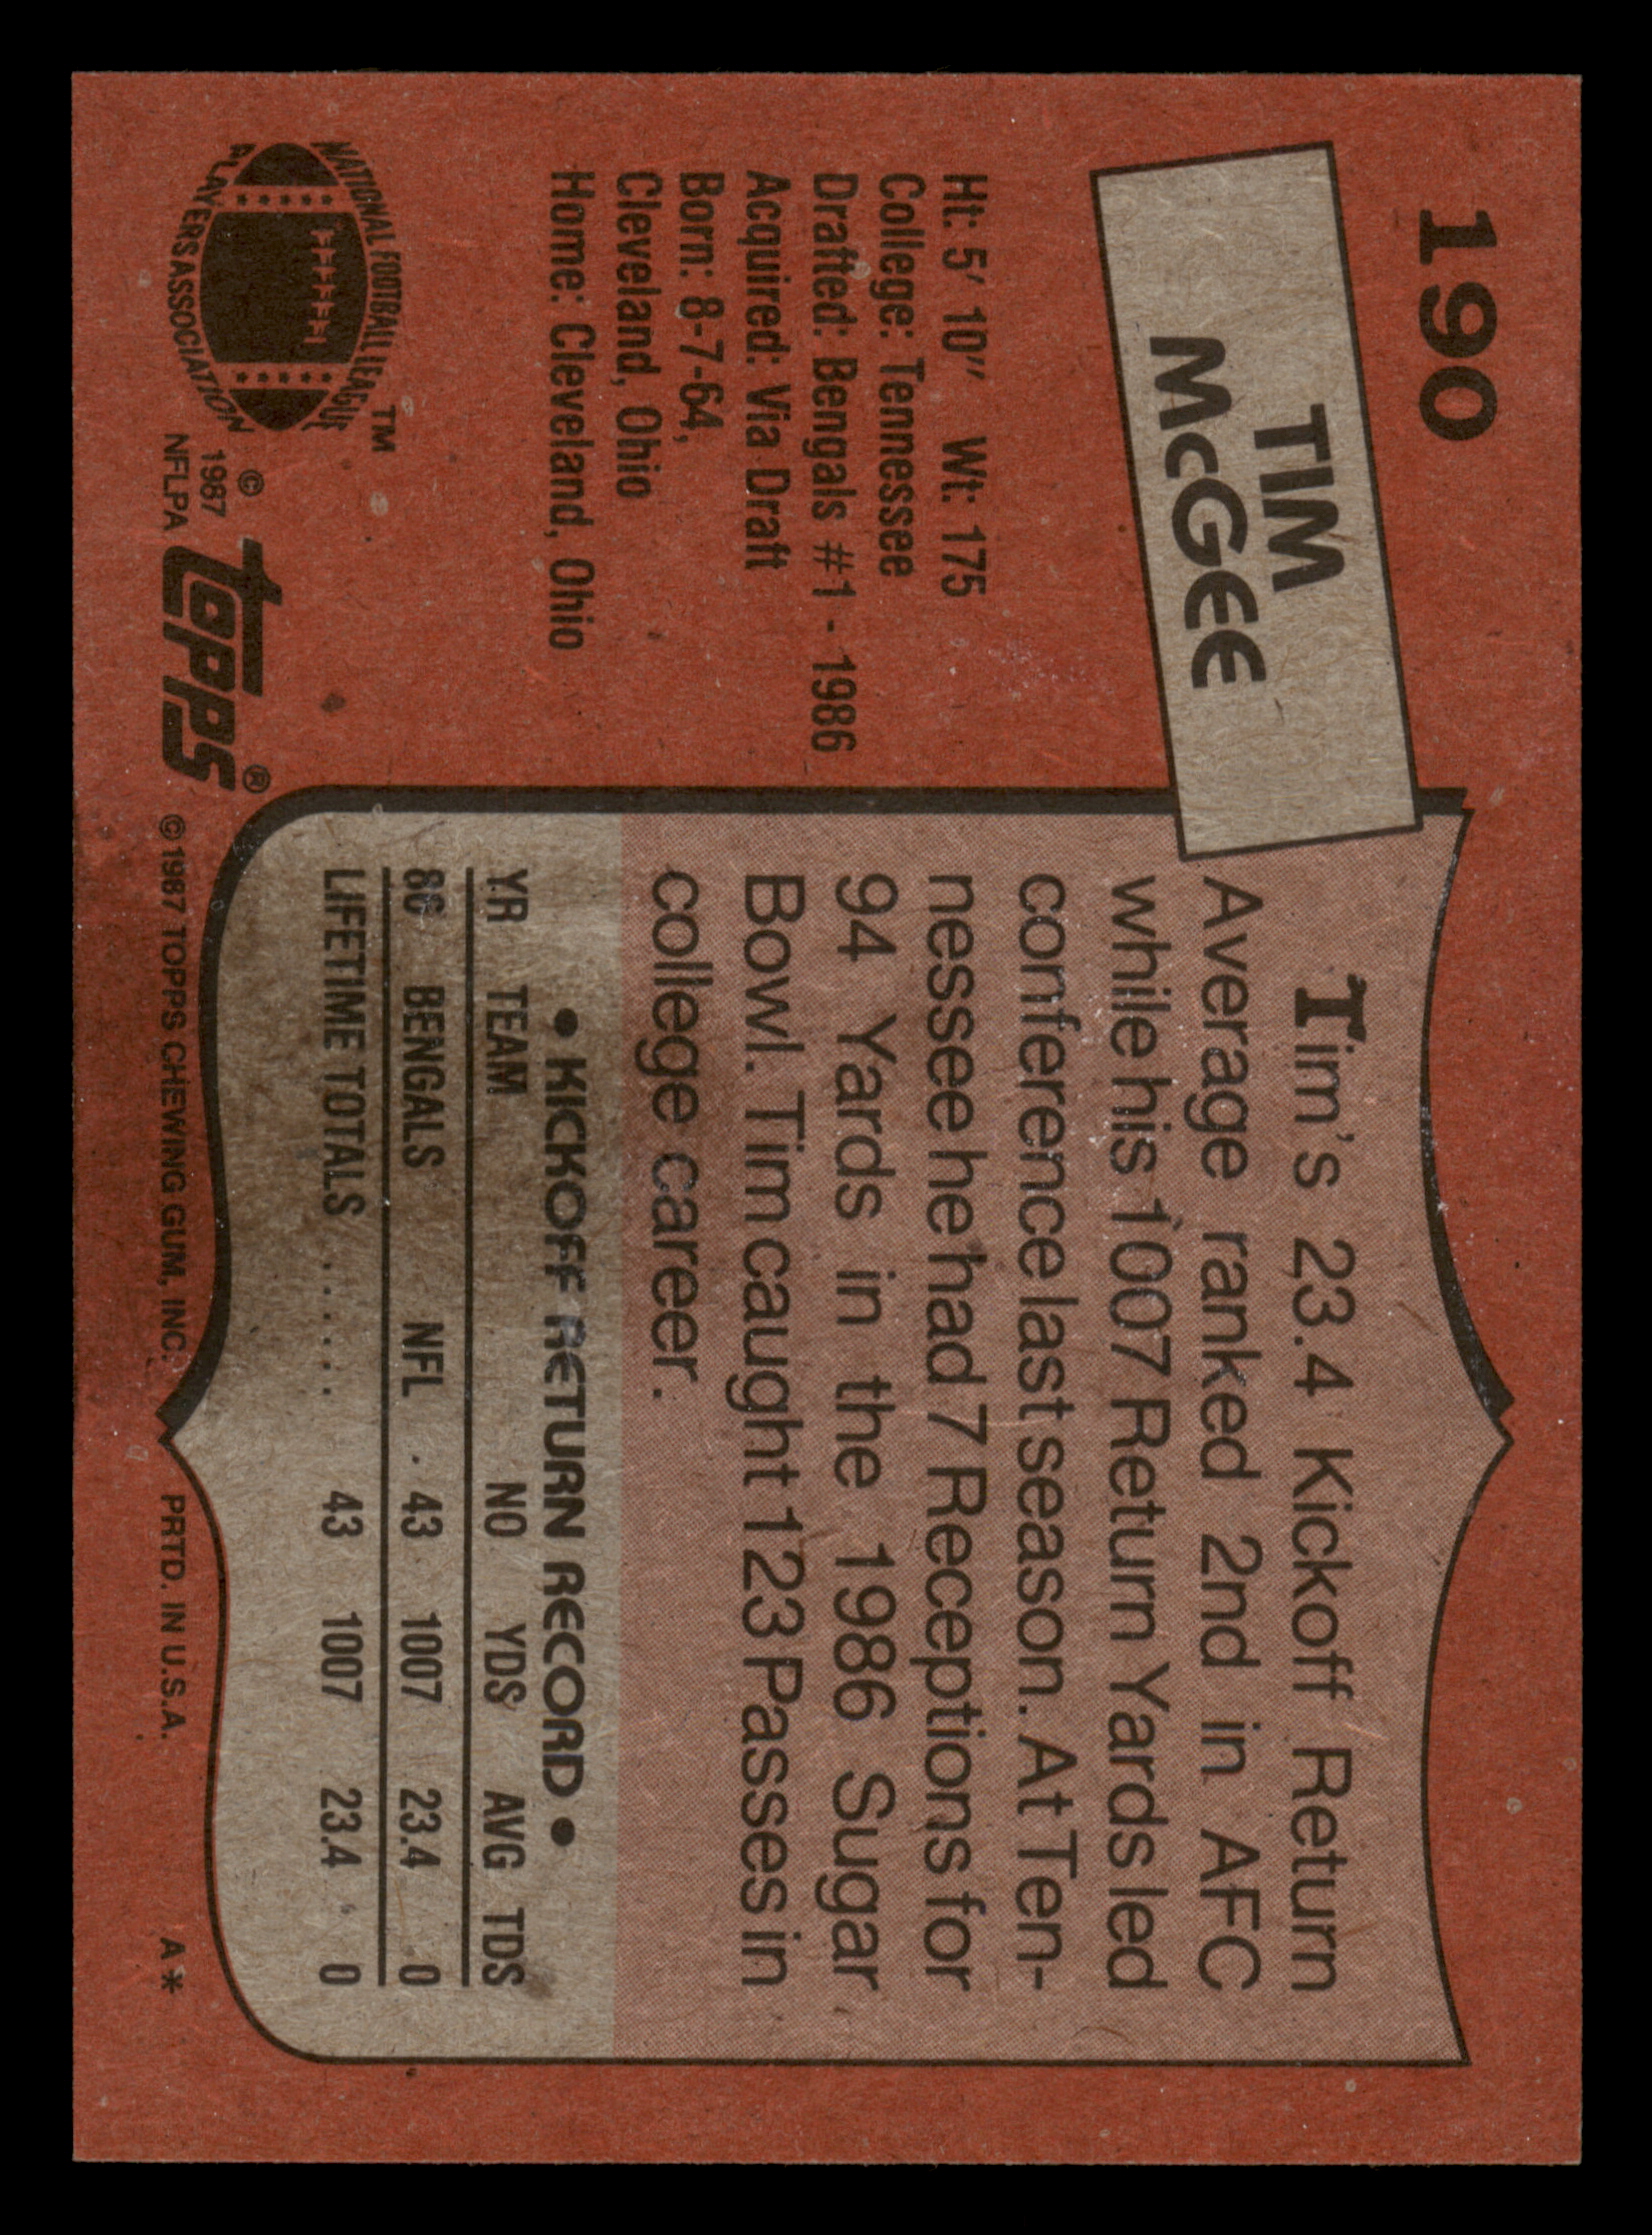 190
TIM
McGEE
Ht: 5' 10" Wt: 175
College: Tennessee
Drafted: Bengals #1 - 1986
Acquired: Via Draft
Born: 8-7-64,
Cleveland, Ohio
Home: Cleveland, Ohio
NATIONAL FOOTBALL LEAGUE
PLAYERS ASSOCIATION
TM
©
1987
NFLPA
TOPPS®
Tim's 23.4 Kickoff Return
Average ranked 2nd in AFC
while his 1007 Return Yards led
conference last season. At Ten-
nessee he had 7 Receptions for
94 Yards in the 1986 Sugar
Bowl. Tim caught 123 Passes in
college career.
• KICKOFF RETURN RECORD •
YR TEAM NO YDS AVG TDS
86 BENGALS NFL . 43 1007 23.4 0
LIFETIME TOTALS ...... 43 1007 23.4 0
© 1987 TOPPS CHEWING GUM, INC. PRTD. IN U.S.A. A*